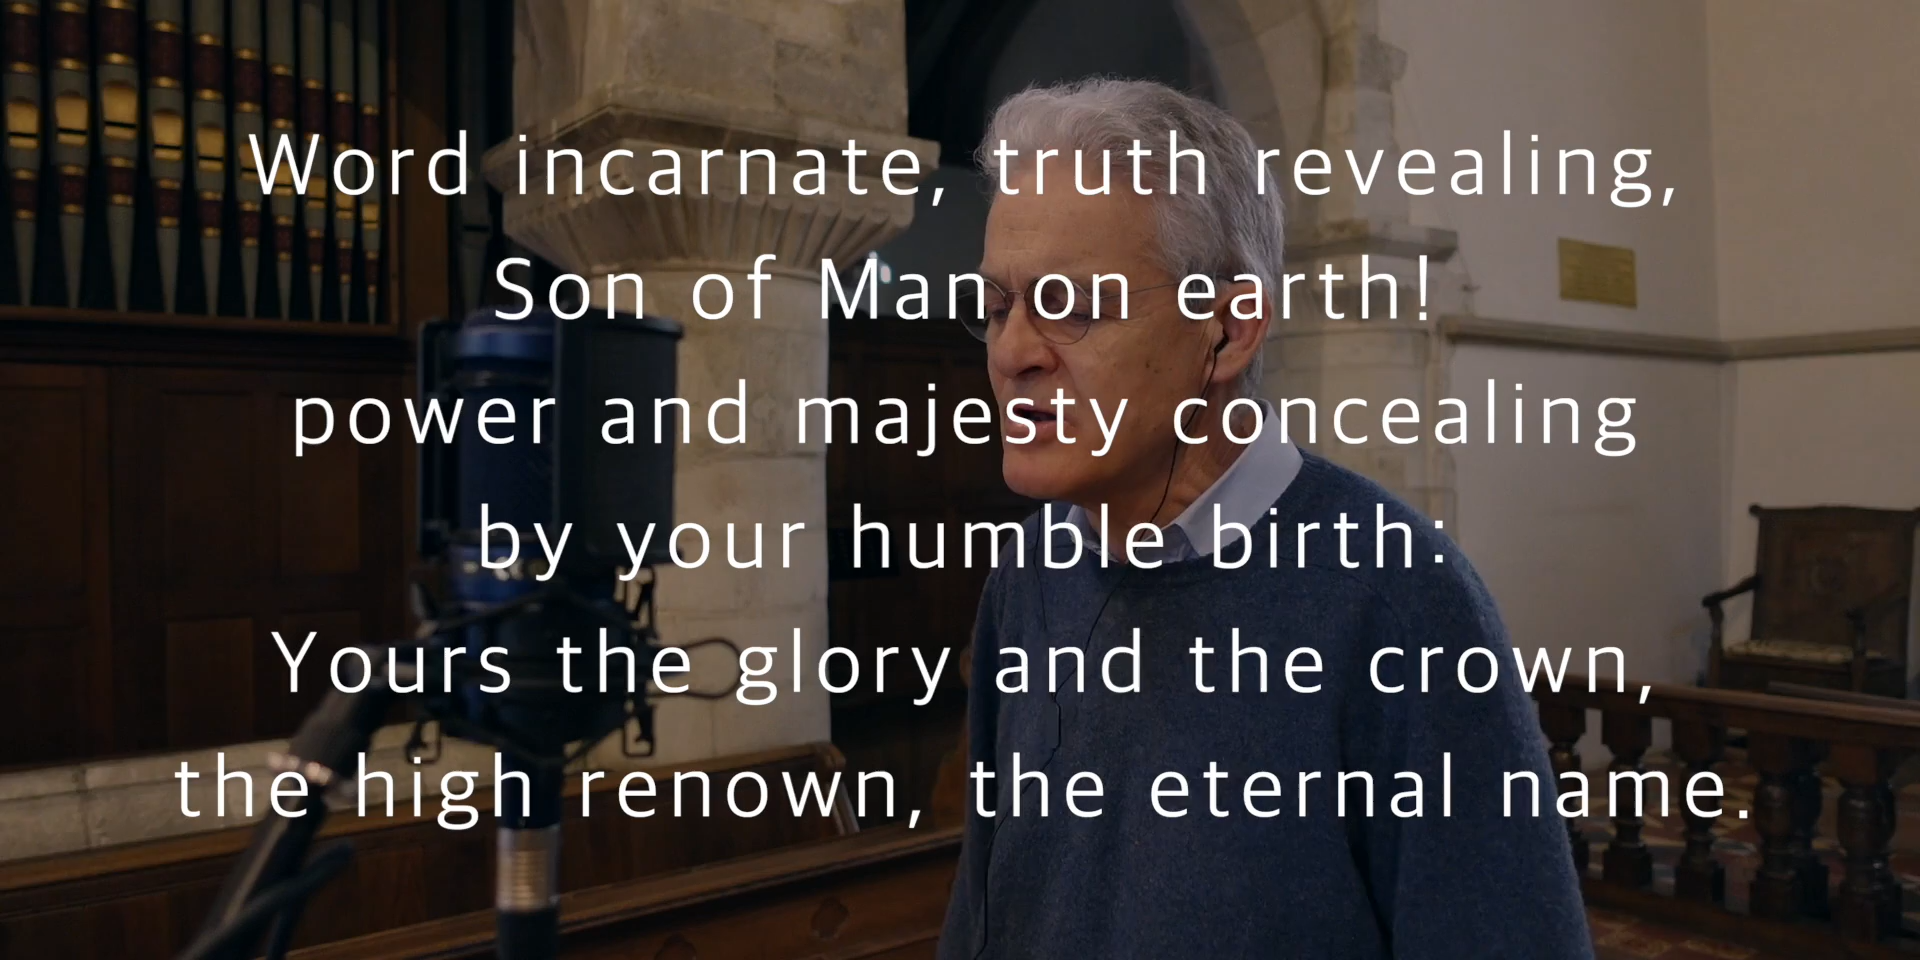 Word incarnate, truth revealing,
Son of Man on earth!
power and majesty concealing
by your humble birth:
Yours the glory and the crown,
the high renown, the eternal name.